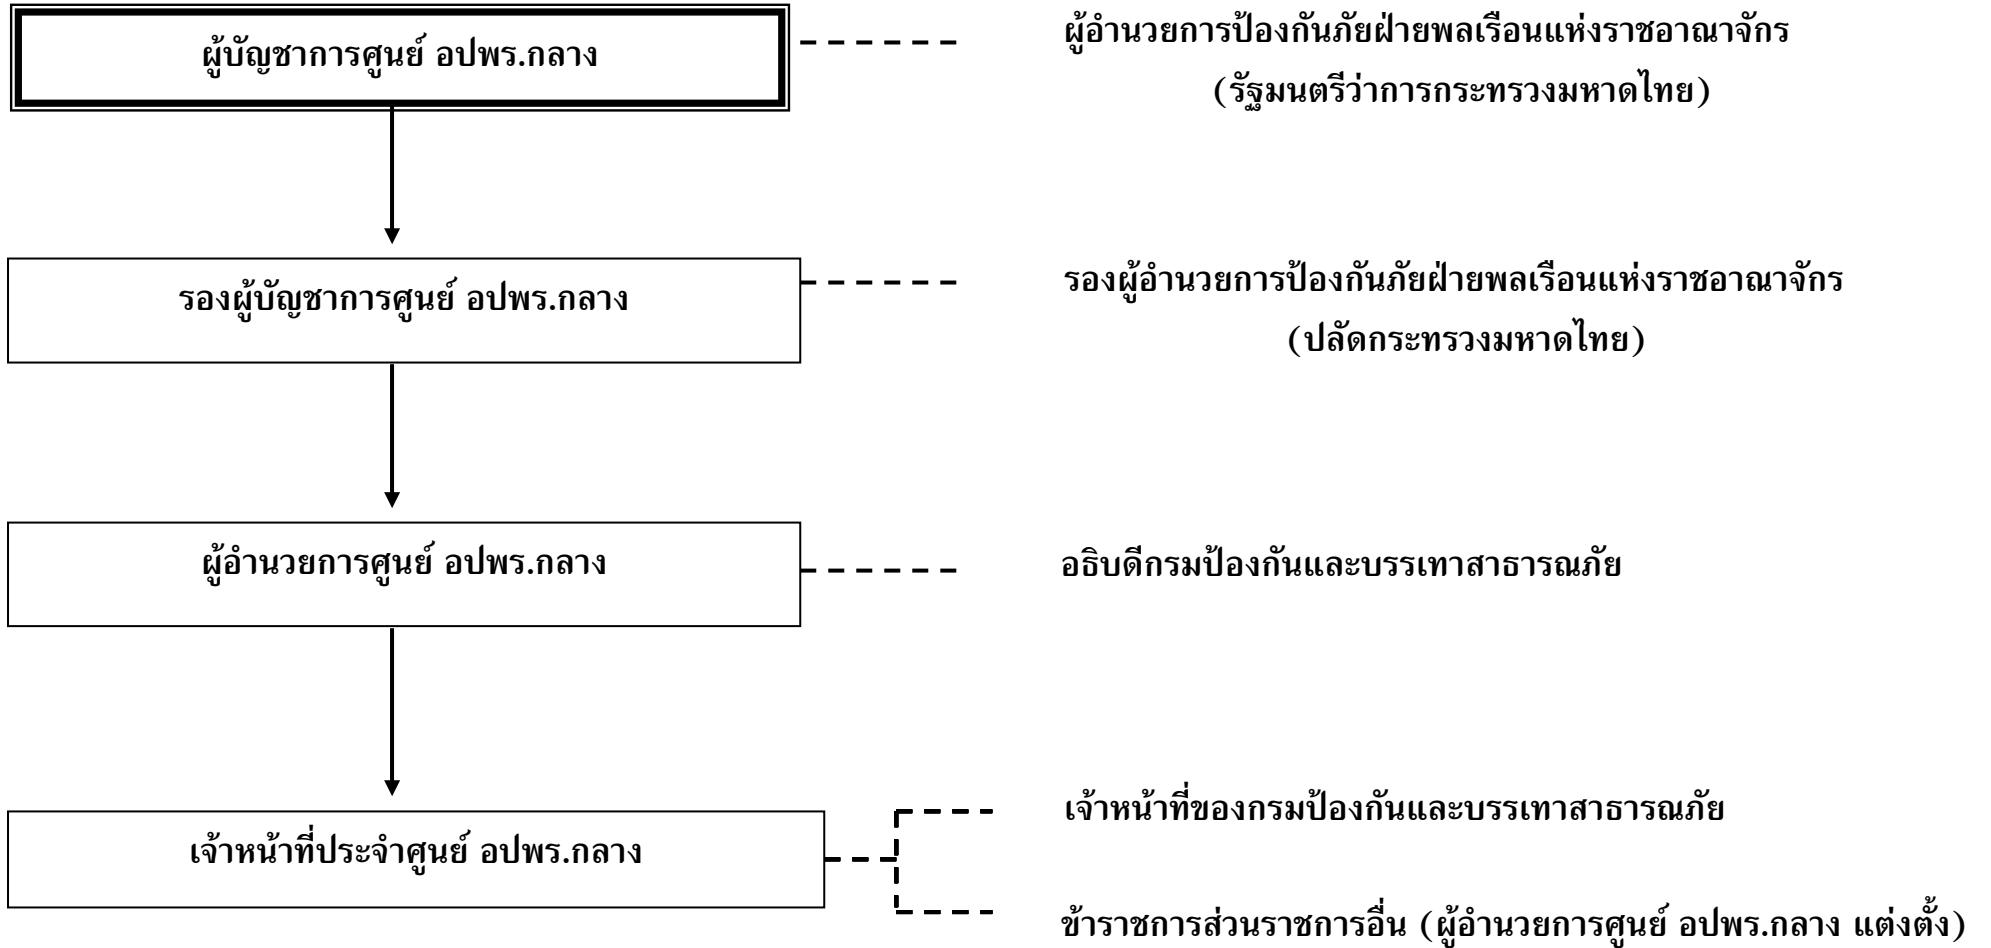 ผู้บัญชาการศูนย์ อปพร.กลาง
ผู้อำนวยการป้องกันภัยฝ่ายพลเรือนแห่งราชอาณาจักร
(รัฐมนตรีว่าการกระทรวงมหาดไทย)
รองผู้บัญชาการศูนย์ อปพร.กลาง
รองผู้อำนวยการป้องกันภัยฝ่ายพลเรือนแห่งราชอาณาจักร
(ปลัดกระทรวงมหาดไทย)
ผู้อำนวยการศูนย์ อปพร.กลาง
อธิบดีกรมป้องกันและบรรเทาสาธารณภัย
เจ้าหน้าที่ประจำศูนย์ อปพร.กลาง
เจ้าหน้าที่ของกรมป้องกันและบรรเทาสาธารณภัย
ข้าราชการส่วนราชการอื่น (ผู้อำนวยการศูนย์ อปพร.กลาง แต่งตั้ง)